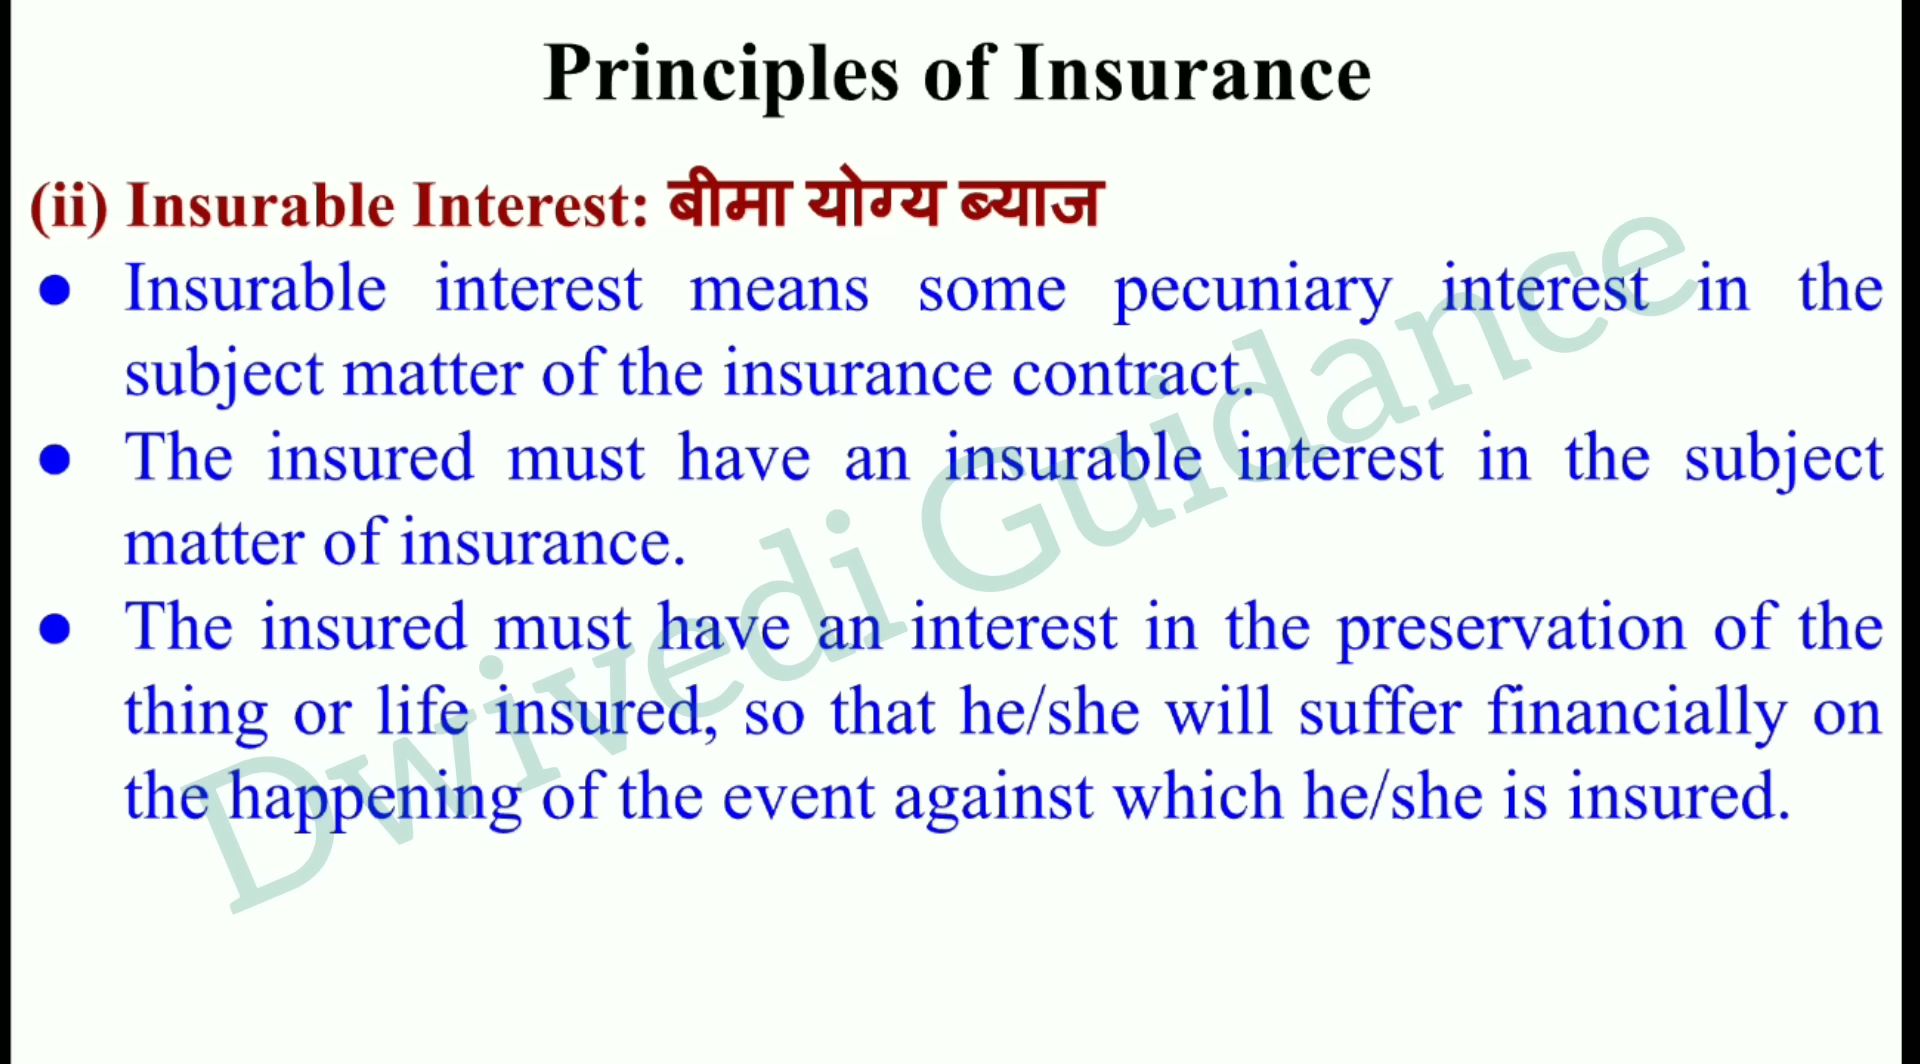 Principles of Insurance
(ii) Insurable Interest: बीमा योग्य ब्याज
● Insurable interest means some pecuniary interest in the
subject matter of the insurance contract.
● The insured must have an insurable interest in the subject
matter of insurance.
● The insured must have an interest in the preservation of the
thing or life insured, so that he/she will suffer financially on
the happening of the event against which he/she is insured.
Dwivedi Guidance